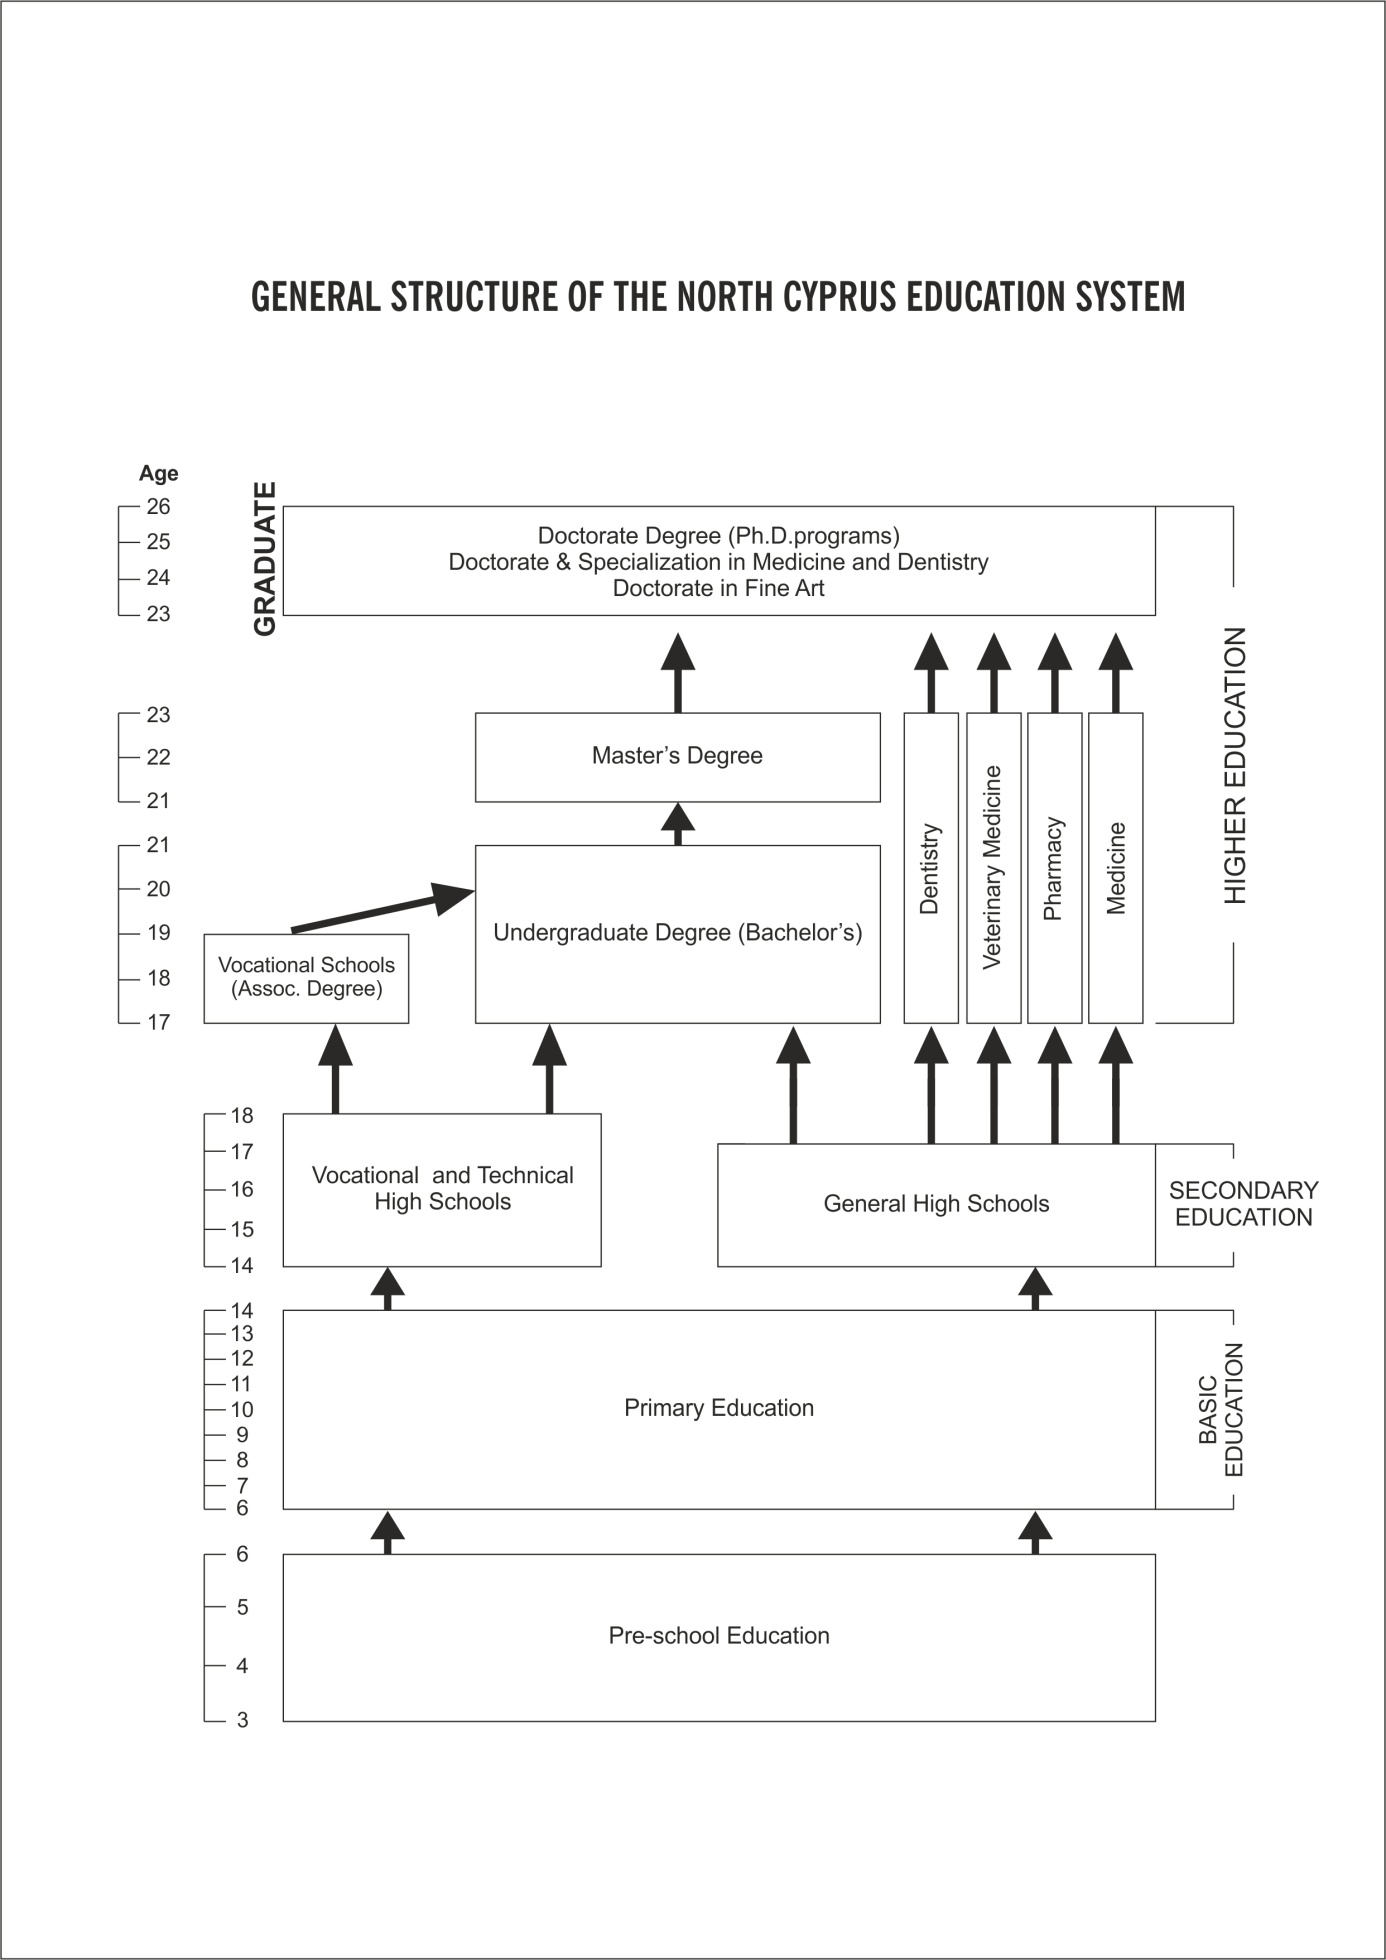 GENERAL STRUCTURE OF THE NORTH CYPRUS EDUCATION SYSTEM
Age
26
25
24
23
GRADUATE
Doctorate Degree (Ph.D.programs)
Doctorate & Specialization in Medicine and Dentistry
Doctorate in Fine Art
HIGHER EDUCATION
23
22
21
Master's Degree
21
20
19
18
17
Vocational Schools
(Assoc. Degree)
Undergraduate Degree (Bachelor's)
Dentistry
Veterinary Medicine
Pharmacy
Medicine
18
17
16
15
14
Vocational and Technical
High Schools
General High Schools
SECONDARY
EDUCATION
14
13
12
11
10
9
8
7
6
Primary Education
BASIC
EDUCATION
6
5
4
3
Pre-school Education